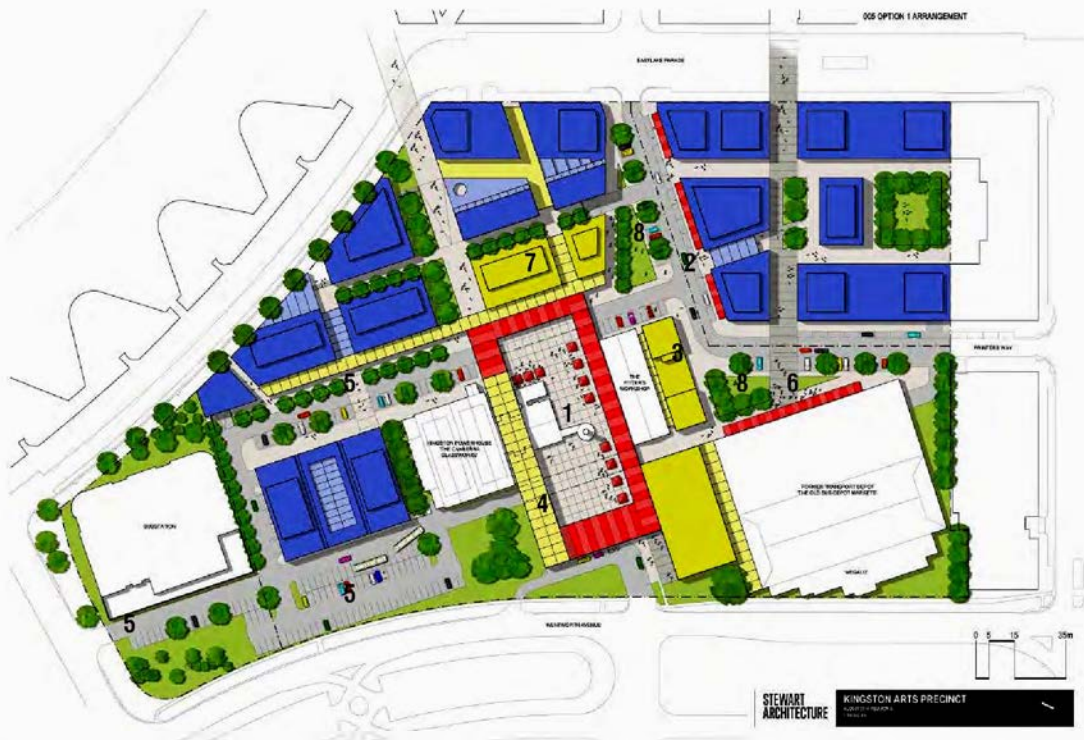 005 OPTION 1 ARRANGEMENT
EASTLAKE PARADE
8
7
2
PRINTERS WAY
3
THE
FITTERS
WORKSHOP
5
8
6
1
KINGSTON POWERHOUSE
THE CANBERRA
GLASSWORKS
FORMER TRANSPORT DEPOT
THE OLD BUS DEPOT MARKETS
4
SUBSTATION
MEGALO
5
5
WENTWORTH AVENUE
0 5 15 35m
STEWART
ARCHITECTURE
KINGSTON ARTS PRECINCT